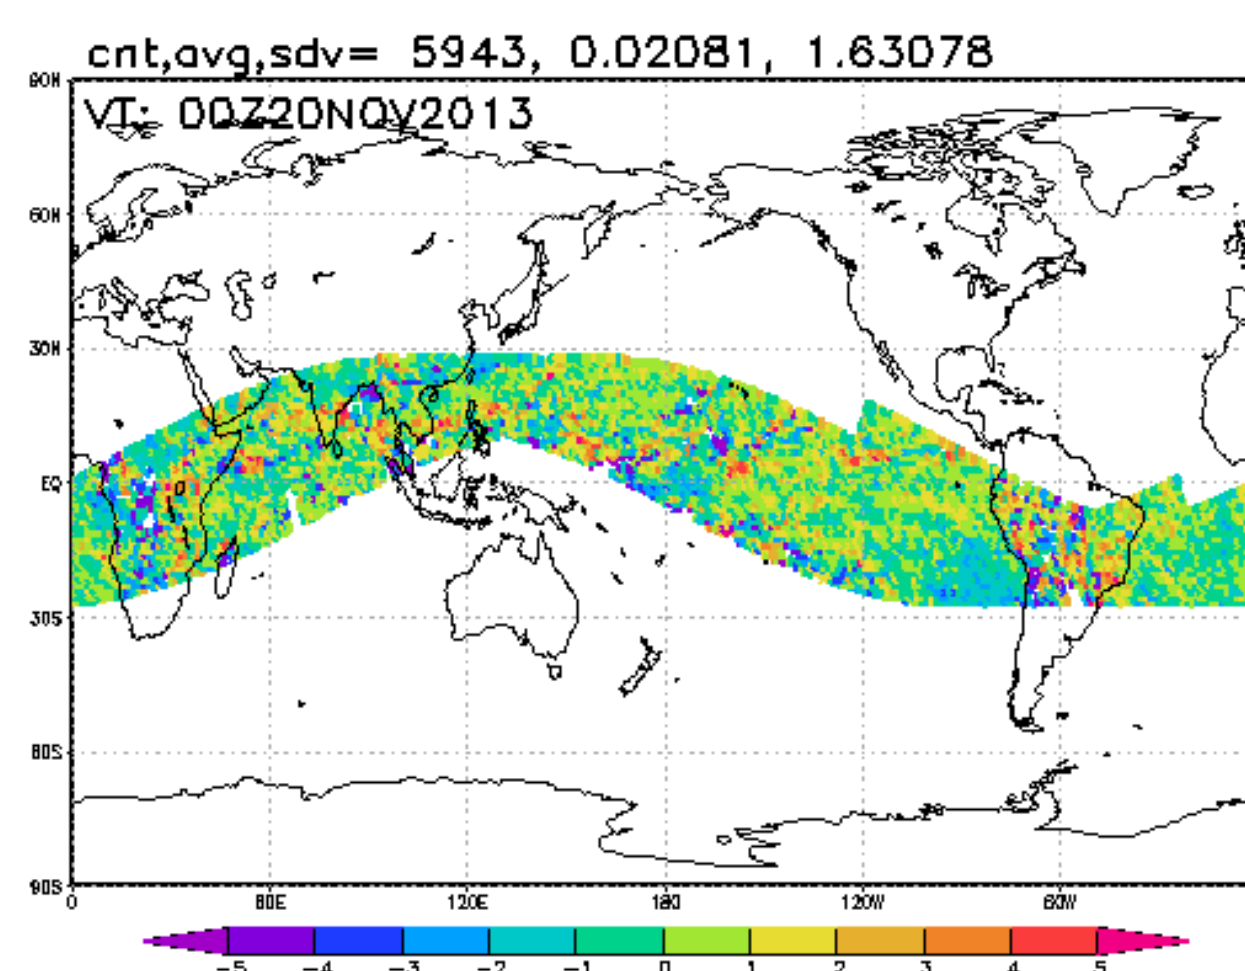 cnt,avg,sdv= 5943, 0.02081, 1.63078
VT: 00Z20NOV2013
90N
60N
30N
EQ
30S
60S
90S
0 60E 120E 180 120W 60W
-5 -4 -3 -2 -1 0 1 2 3 4 5